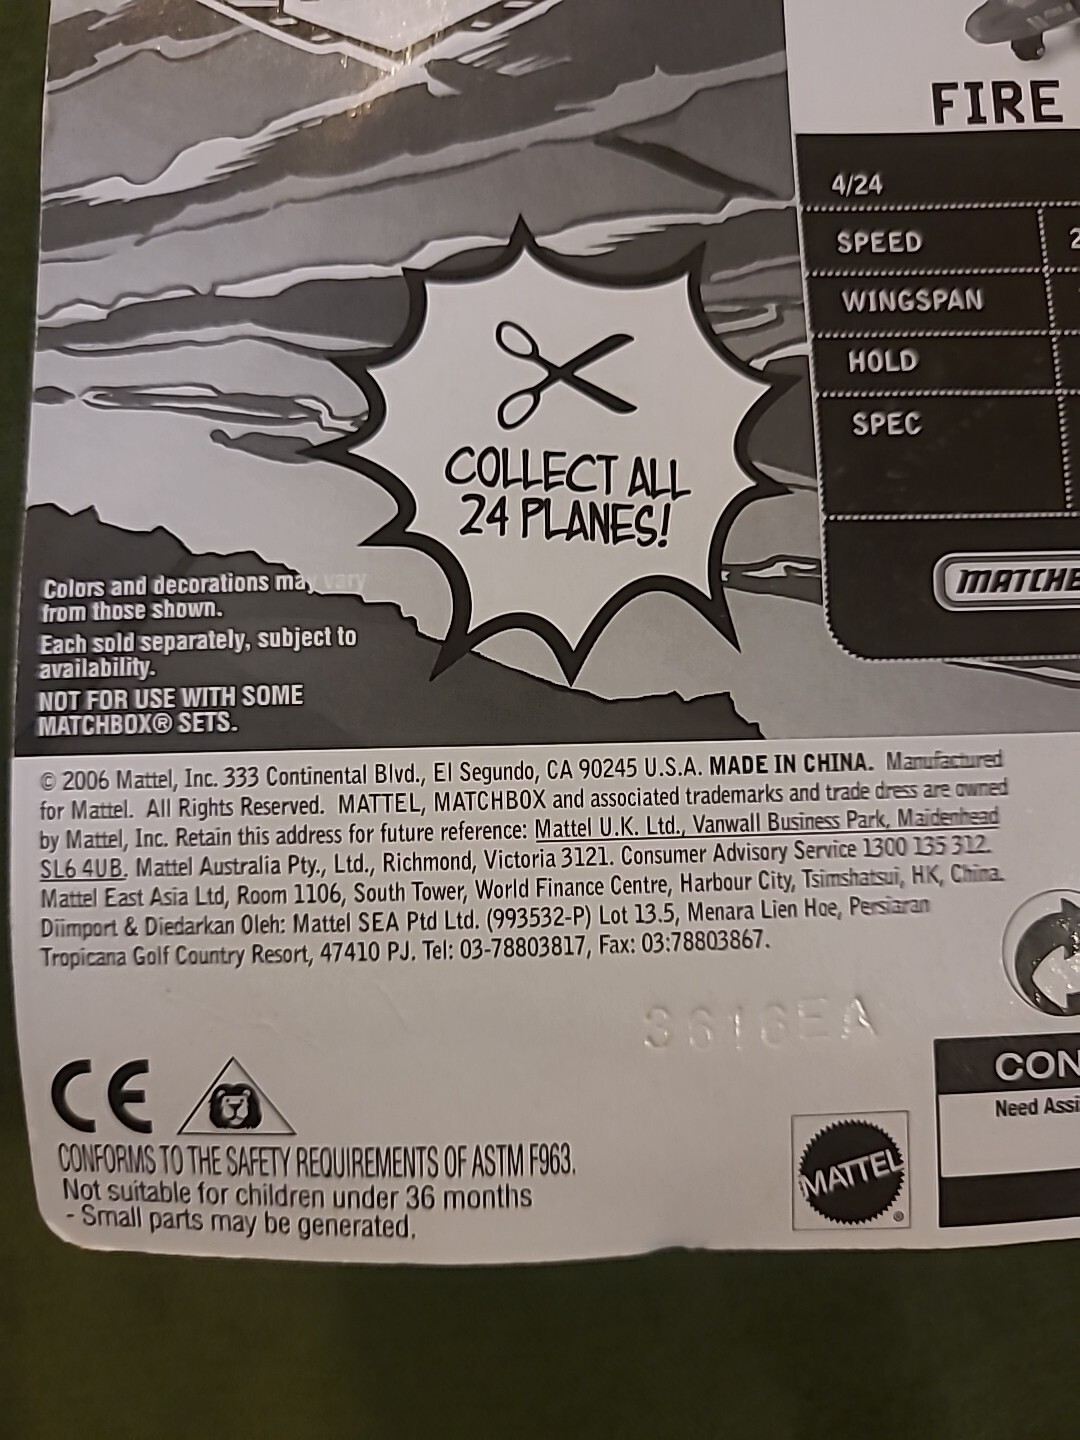 FIRE
4/24
SPEED 2
WINGSPAN
HOLD
SPEC
MATCHB
COLLECT ALL
24 PLANES!
Colors and decorations may vary
from those shown.
Each sold separately, subject to
availability.
NOT FOR USE WITH SOME
MATCHBOX® SETS.
© 2006 Mattel, Inc. 333 Continental Blvd., El Segundo, CA 90245 U.S.A. MADE IN CHINA. Manufactured
for Mattel. All Rights Reserved. MATTEL, MATCHBOX and associated trademarks and trade dress are owned
by Mattel, Inc. Retain this address for future reference: Mattel U.K. Ltd., Vanwall Business Park, Maidenhead
SL6 4UB. Mattel Australia Pty., Ltd., Richmond, Victoria 3121. Consumer Advisory Service 1300 135 312.
Mattel East Asia Ltd, Room 1106, South Tower, World Finance Centre, Harbour City, Tsimshatsui, HK, China.
Diimport & Diedarkan Oleh: Mattel SEA Ptd Ltd. (993532-P) Lot 13.5, Menara Lien Hoe, Persiaran
Tropicana Golf Country Resort, 47410 PJ. Tel: 03-78803817, Fax: 03:78803867.
3616EA
CE
CONFORMS TO THE SAFETY REQUIREMENTS OF ASTM F963.
Not suitable for children under 36 months
- Small parts may be generated.
MATTEL
®
CON
Need Assi